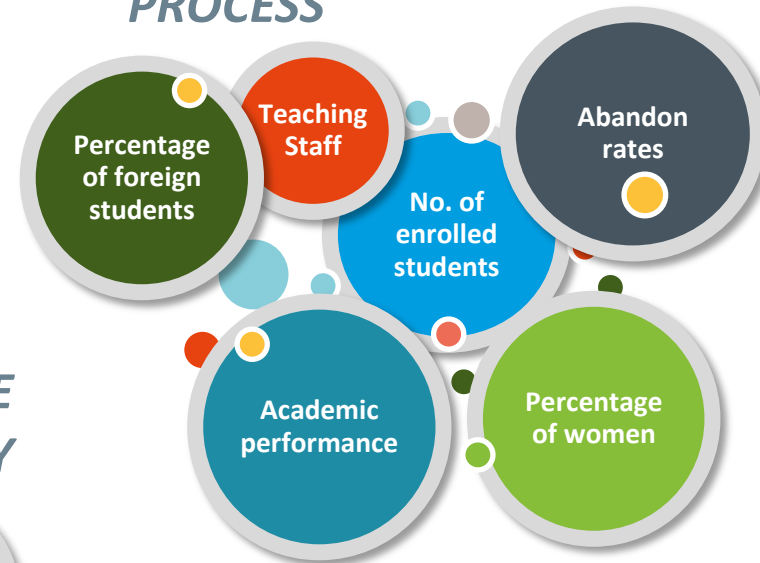 PROCESS
Percentage
of foreign
students
Teaching
Staff
No. of
enrolled
students
Abandon
rates
E
Y
Academic
performance
Percentage
of women